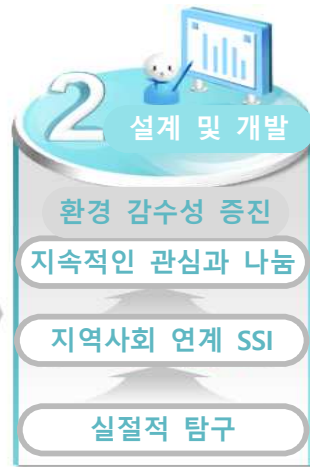 2
설계 및 개발
환경 감수성 증진
지속적인 관심과 나눔
지역사회 연계 SSI
실절적 탐구